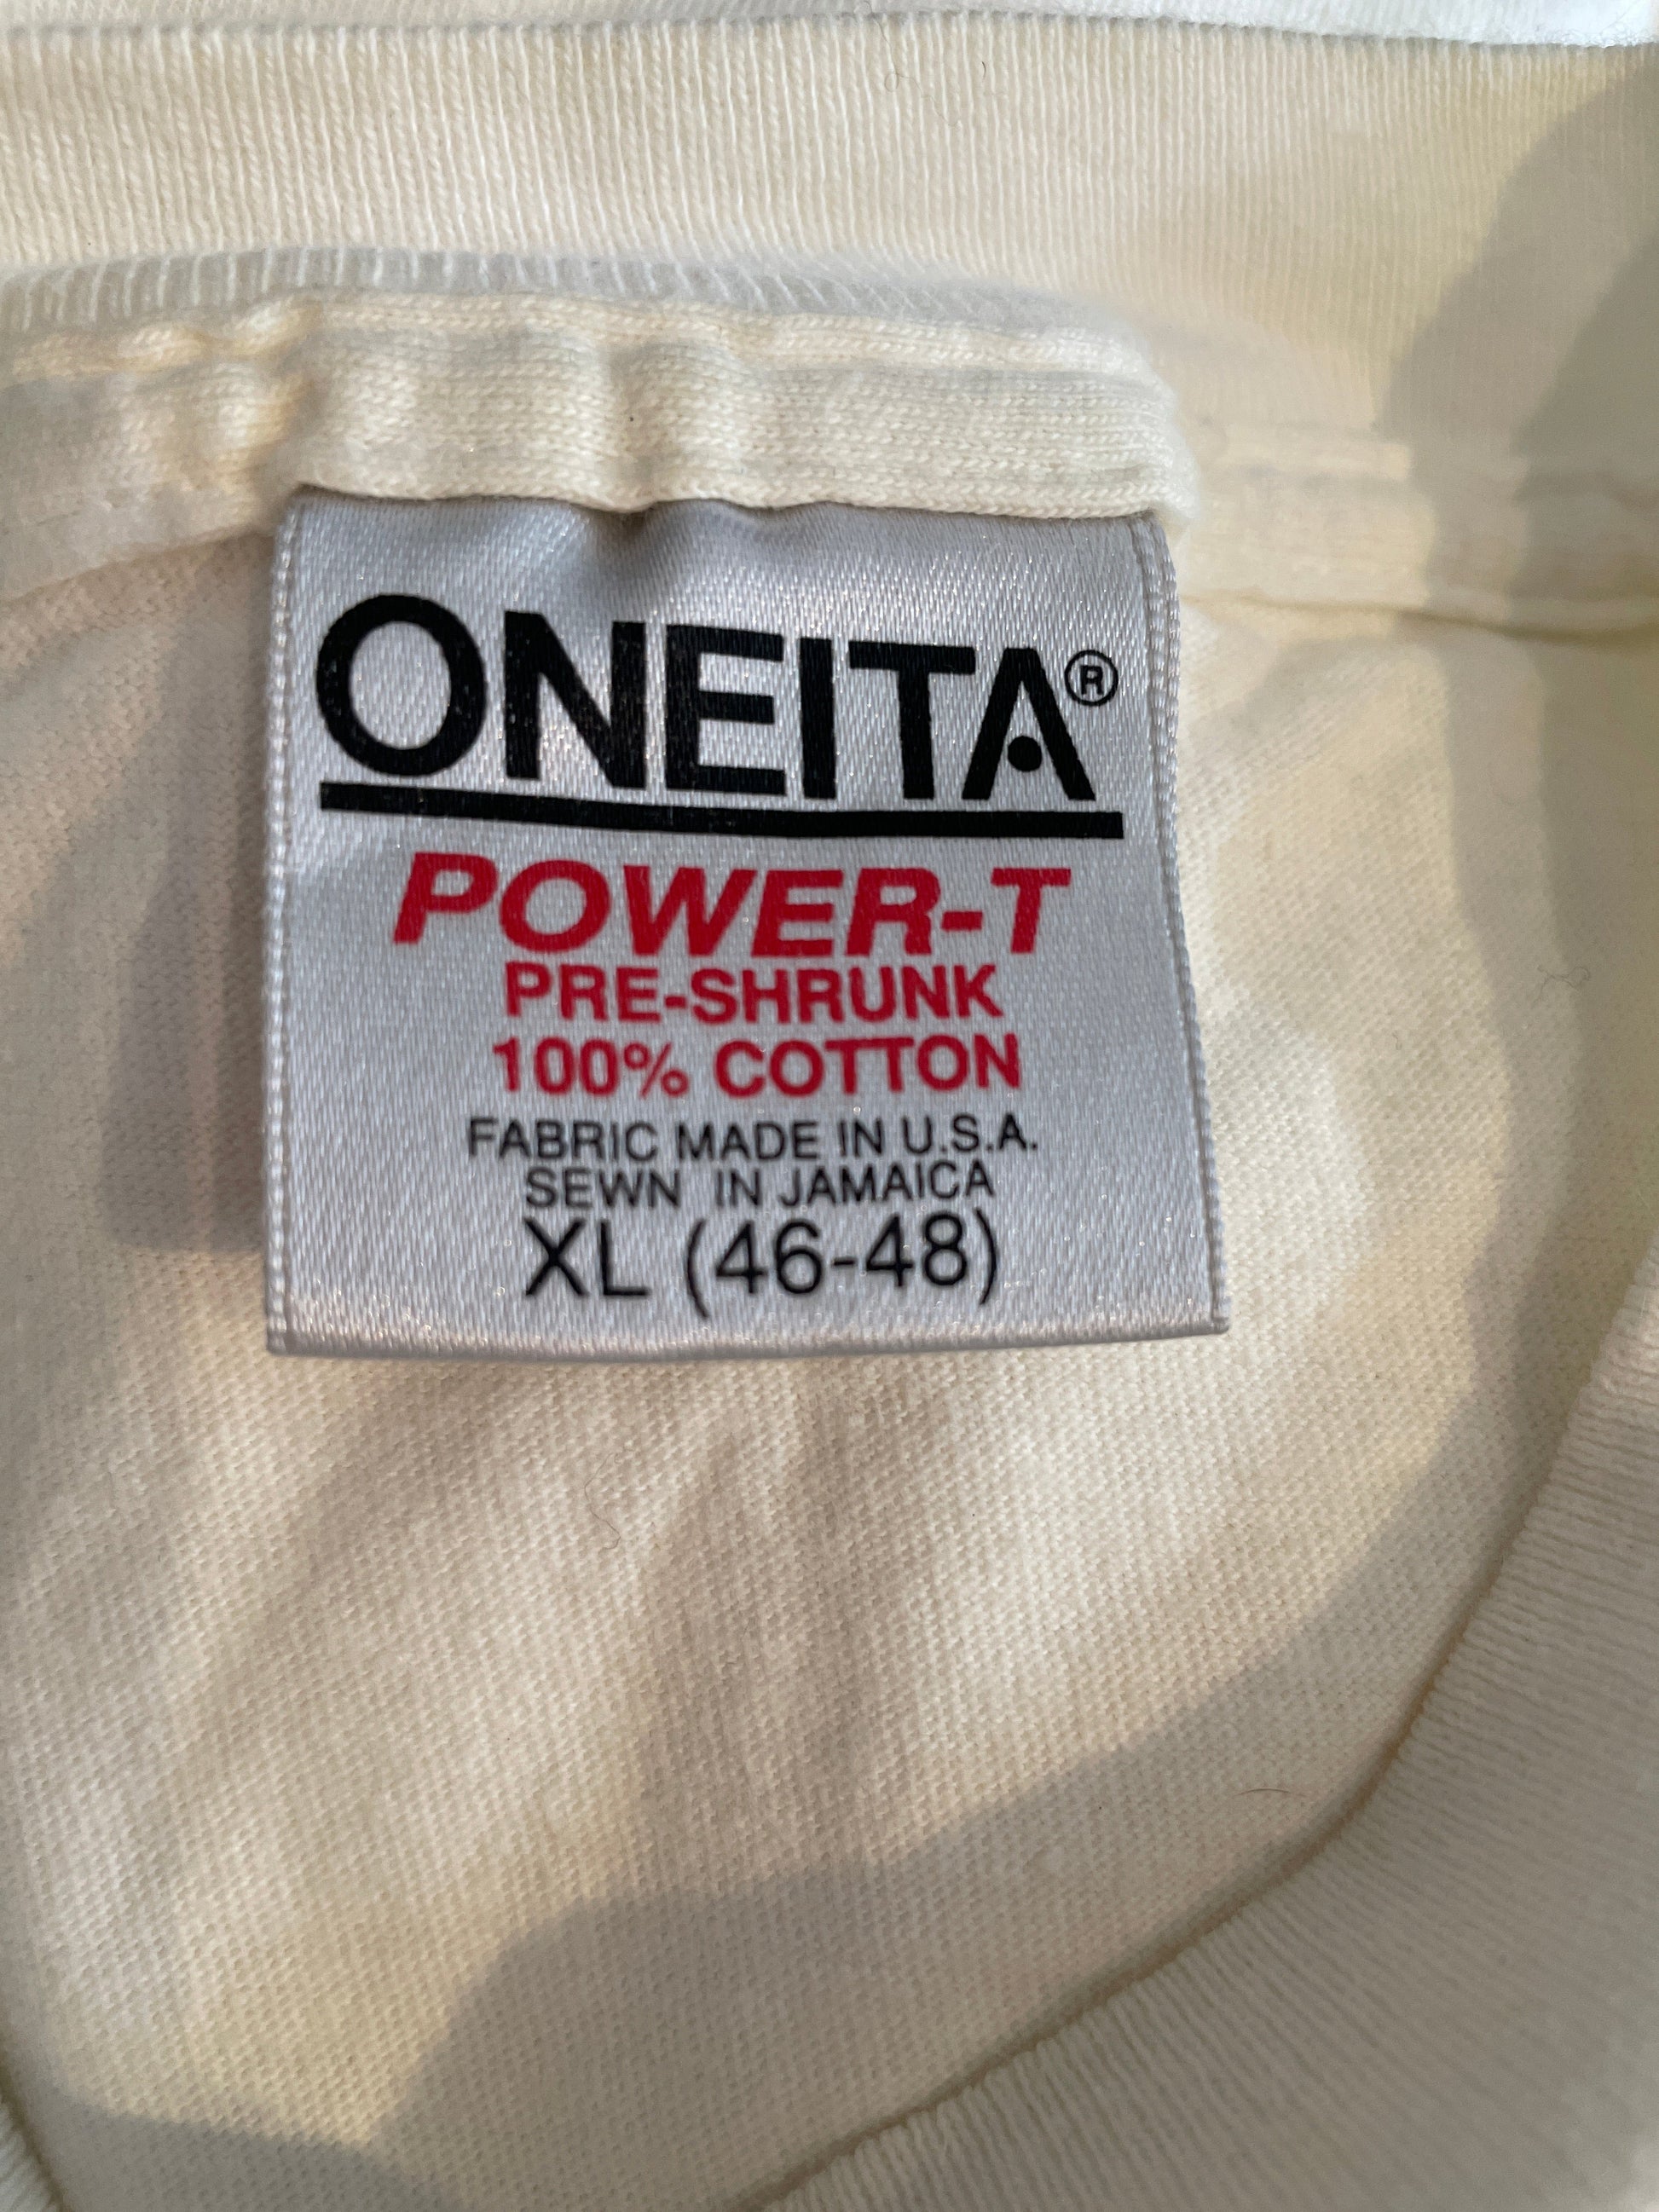 ONEITA®
POWER-T
PRE-SHRUNK
100% COTTON
FABRIC MADE IN U.S.A.
SEWN IN JAMAICA
XL (46-48)